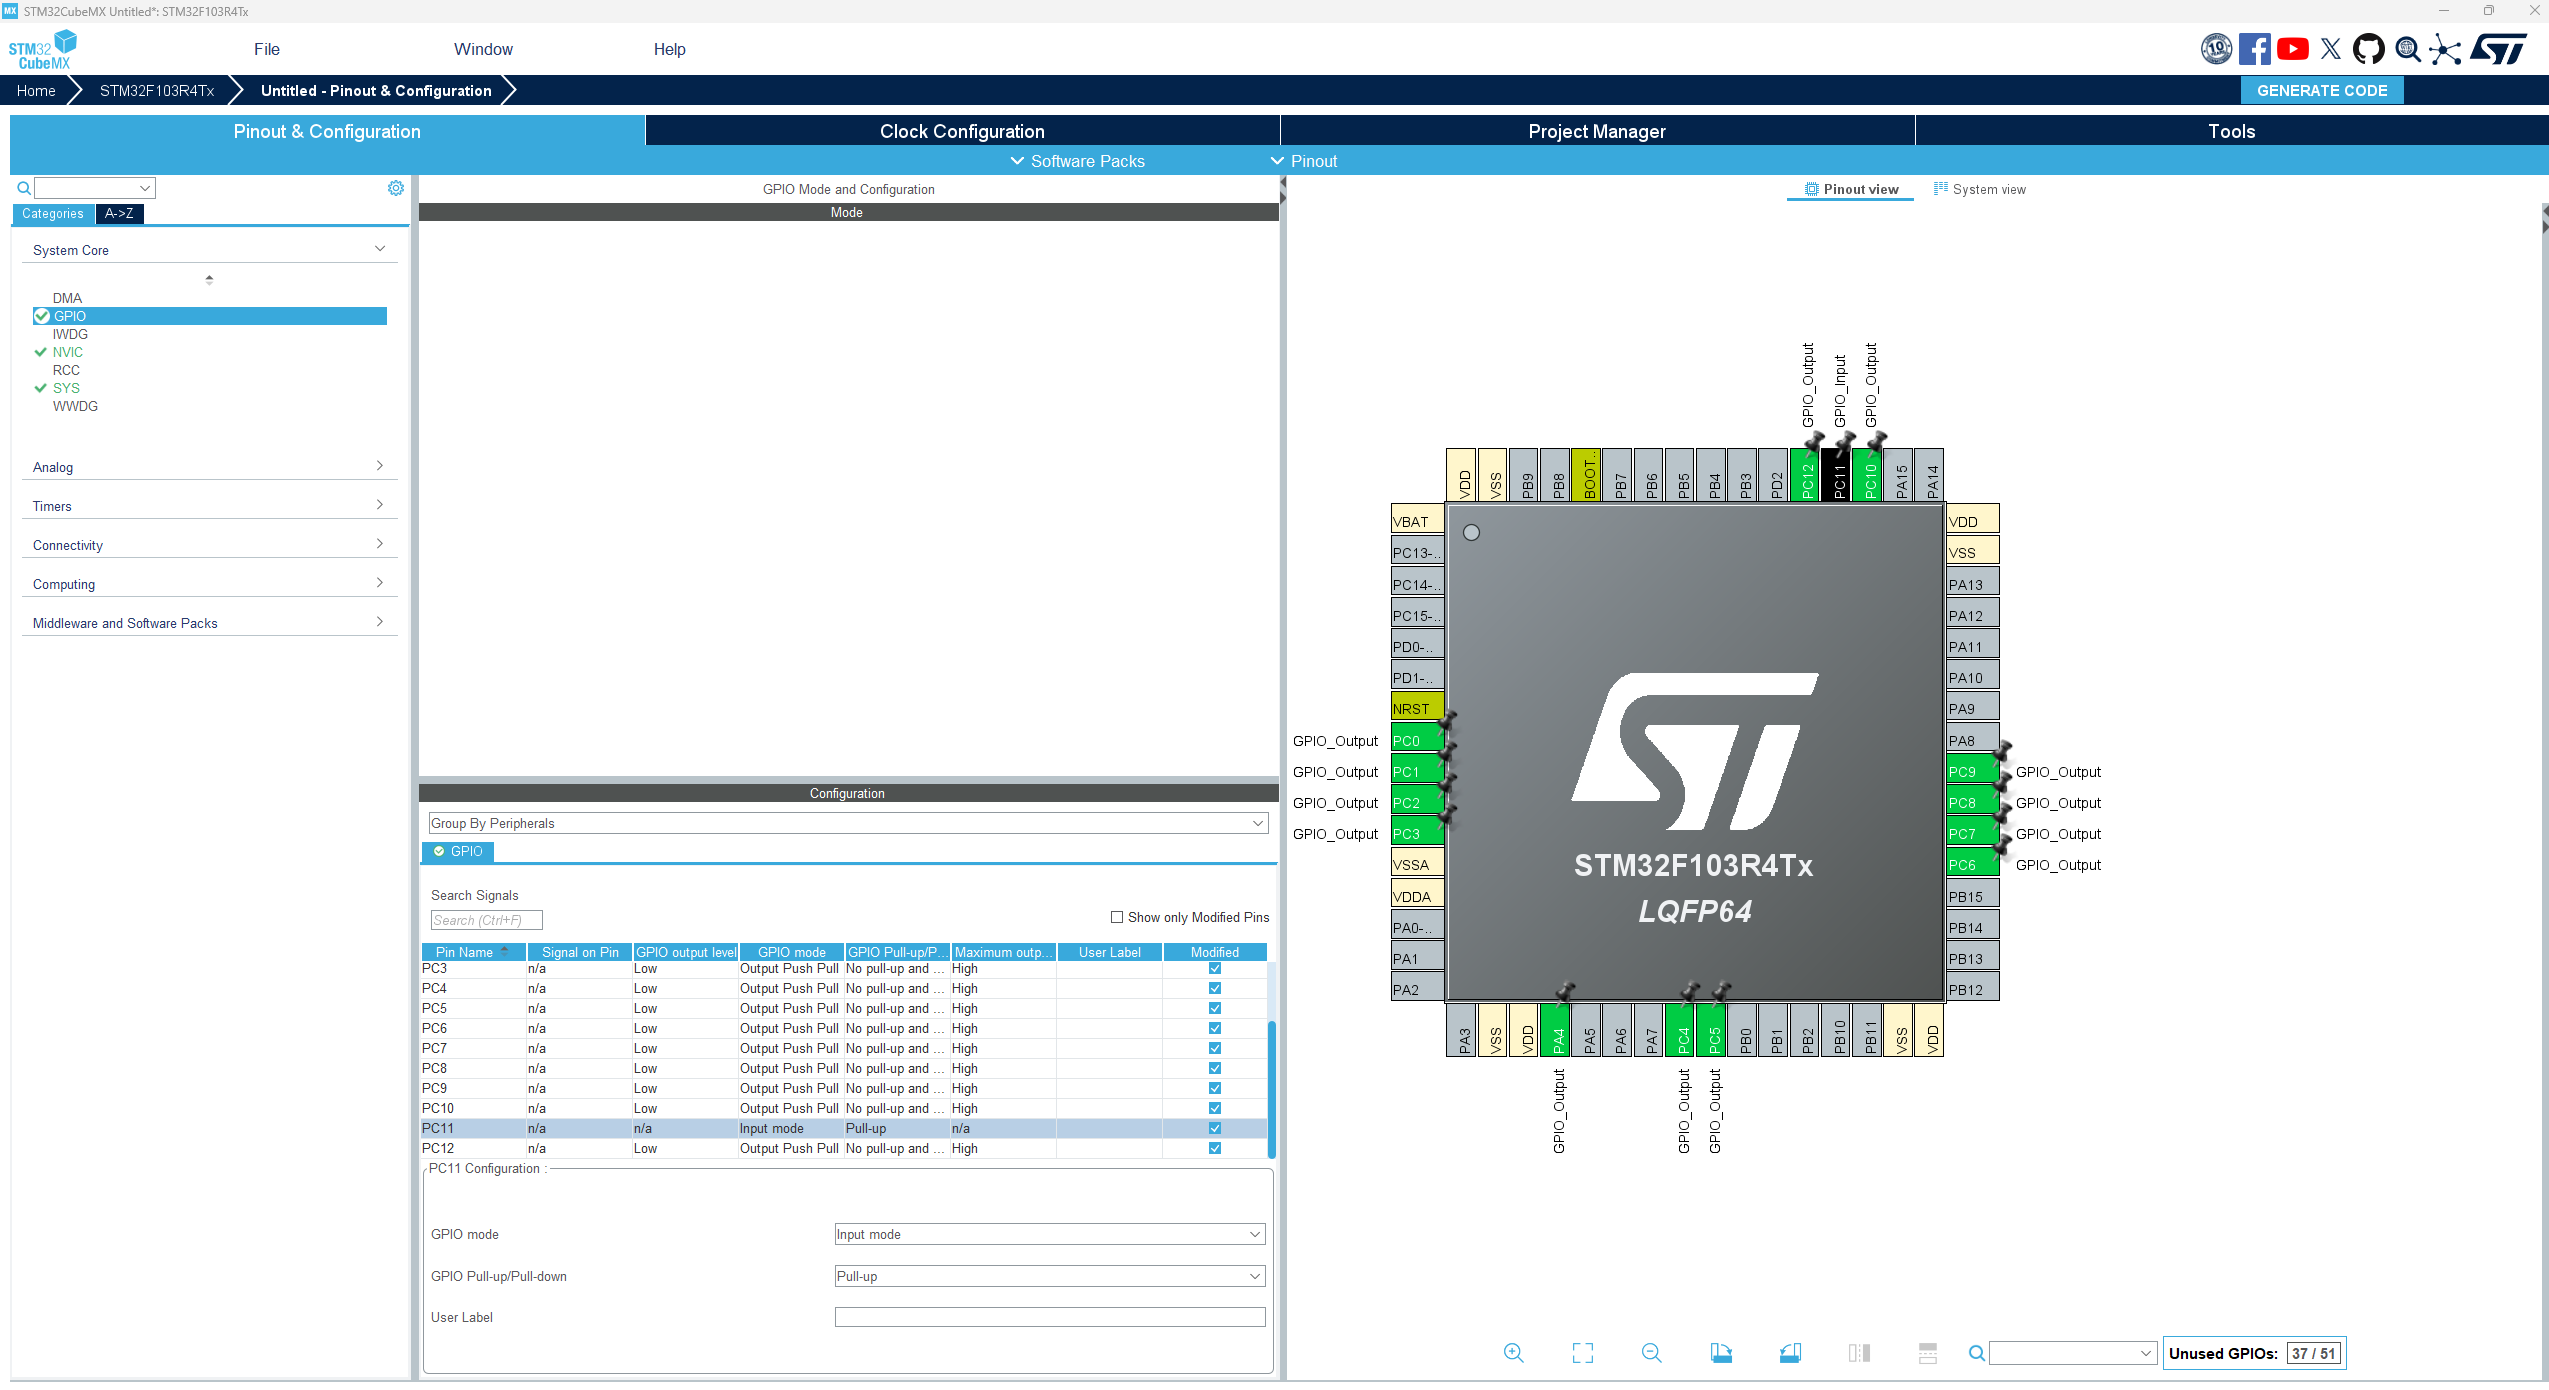 MX STM32CubeMX Untitled*: STM32F103R4Tx
STM32 CubeMX
File Window Help
Home STM32F103R4Tx Untitled - Pinout & Configuration GENERATE CODE
Pinout & Configuration Clock Configuration Project Manager Tools
Software Packs Pinout
Categories A->Z
System Core
DMA
GPIO
IWDG
NVIC
RCC
SYS
WWDG
Analog
Timers
Connectivity
Computing
Middleware and Software Packs
GPIO Mode and Configuration
Mode
Configuration
Group By Peripherals
GPIO
Search Signals
Search (Ctrl+F)
Show only Modified Pins
Pin Name Signal on Pin GPIO output level GPIO mode GPIO Pull-up/P... Maximum outp... User Label Modified
PC3 n/a Low Output Push Pull No pull-up and ... High
PC4 n/a Low Output Push Pull No pull-up and ... High
PC5 n/a Low Output Push Pull No pull-up and ... High
PC6 n/a Low Output Push Pull No pull-up and ... High
PC7 n/a Low Output Push Pull No pull-up and ... High
PC8 n/a Low Output Push Pull No pull-up and ... High
PC9 n/a Low Output Push Pull No pull-up and ... High
PC10 n/a Low Output Push Pull No pull-up and ... High
PC11 n/a n/a Input mode Pull-up n/a
PC12 n/a Low Output Push Pull No pull-up and ... High
PC11 Configuration :
GPIO mode Input mode
GPIO Pull-up/Pull-down Pull-up
User Label
Pinout view System view
GPIO_Output GPIO_Input GPIO_Output
VDD VSS PB9 PB8 BOOT.. PB7 PB6 PB5 PB4 PB3 PD2 PC12 PC11 PC10 PA15 PA14
VBAT
PC13-..
PC14-..
PC15-..
PD0-..
PD1-..
NRST
GPIO_Output PC0
GPIO_Output PC1
GPIO_Output PC2
GPIO_Output PC3
VSSA
VDDA
PA0-..
PA1
PA2
ST
STM32F103R4Tx
LQFP64
VDD
VSS
PA13
PA12
PA11
PA10
PA9
PA8
PC9 GPIO_Output
PC8 GPIO_Output
PC7 GPIO_Output
PC6 GPIO_Output
PB15
PB14
PB13
PB12
PA3 VSS VDD PA4 PA5 PA6 PA7 PC4 PC5 PB0 PB1 PB2 PB10 PB11 VSS VDD
GPIO_Output GPIO_Output GPIO_Output
Unused GPIOs: 37 / 51